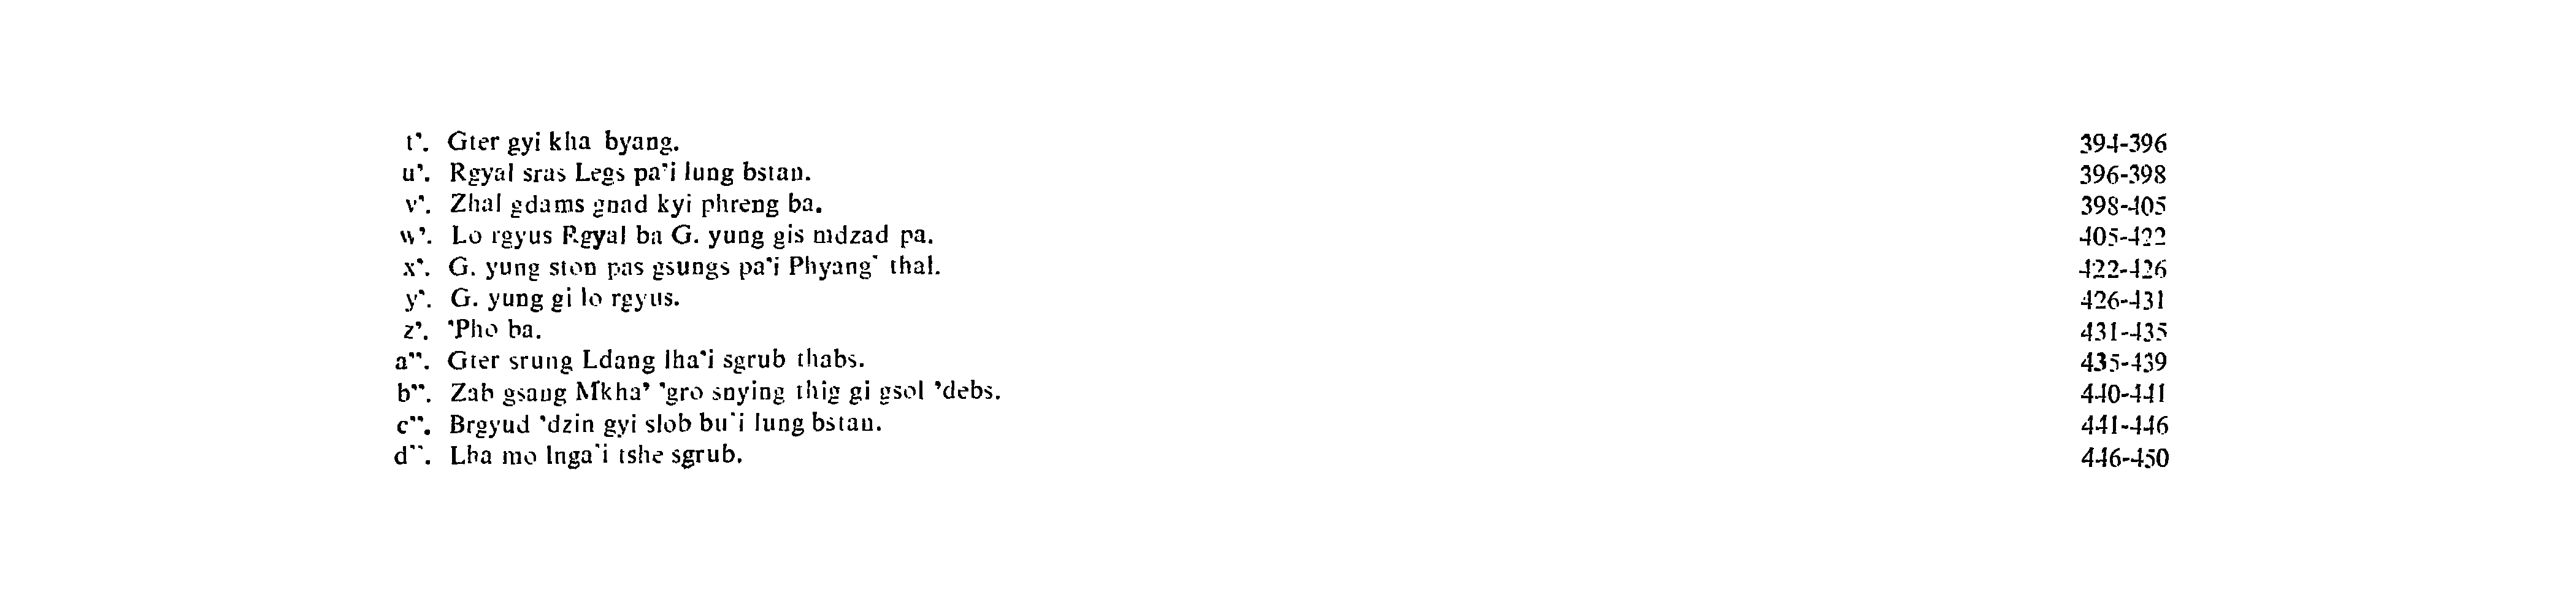 t’. Gter gyi kha byang. 394-396
u’. Rgyal sras Legs pa’i lung bstan. 396-398
v’. Zhal gdams gnad kyi phreng ba. 398-405
w’. Lo rgyus Rgyal ba G. yung gis mdzad pa. 405-422
x’. G. yung ston pas gsungs pa’i Phyang’ thal. 422-426
y’. G. yung gi lo rgyus. 426-431
z’. ’Pho ba. 431-435
a’’. Gter srung Ldang lha’i sgrub thabs. 435-439
b’’. Zab gsang Mkha’ ’gro snying thig gi gsol ’debs. 440-441
c’’. Brgyud ’dzin gyi slob bu’i lung bstan. 441-446
d’’. Lha mo lnga’i tshe sgrub. 446-450